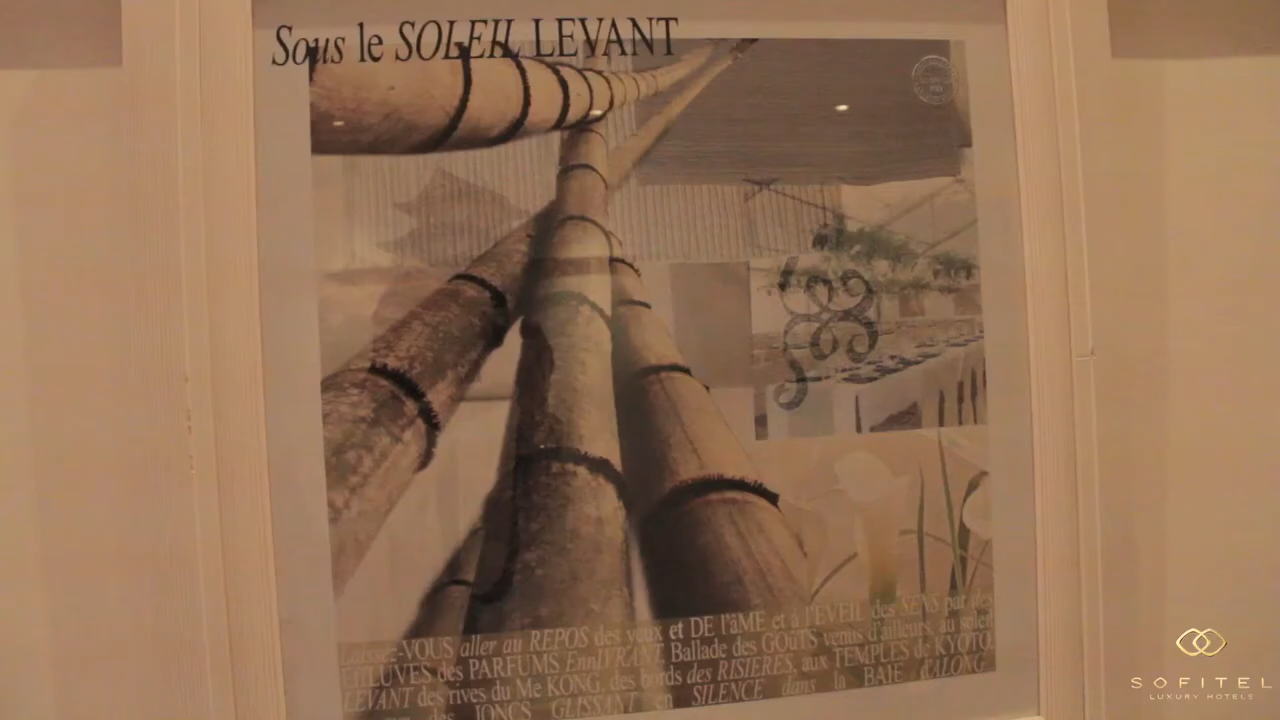 Sous le SOLEIL LEVANT
Laissez-VOUS aller au REPOS des yeux et DE l'âME et à l'EVEIL des SENS par des
EFFLUVES des PARFUMS EnnIVRANT. Ballade des GOûTS venus d'ailleurs, au soleil
LEVANT des rives du Me KONG, des bords des RISIERES, aux TEMPLES de KYOTO.
des JONCS GLISSANT en SILENCE dans la BAIE d'ALONG.
SOFITEL
LUXURY HOTELS